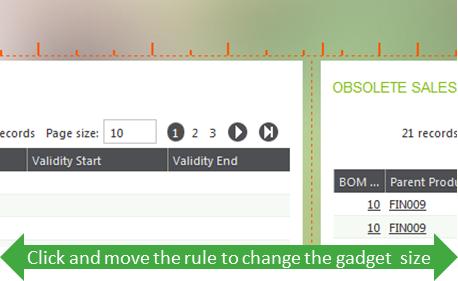 OBSOLETE SALES
ecords Page size: 10 1 2 3
21 records
Validity Start Validity End
BOM ... Parent Produ
10 FIN009
10 FIN009
Click and move the rule to change the gadget size